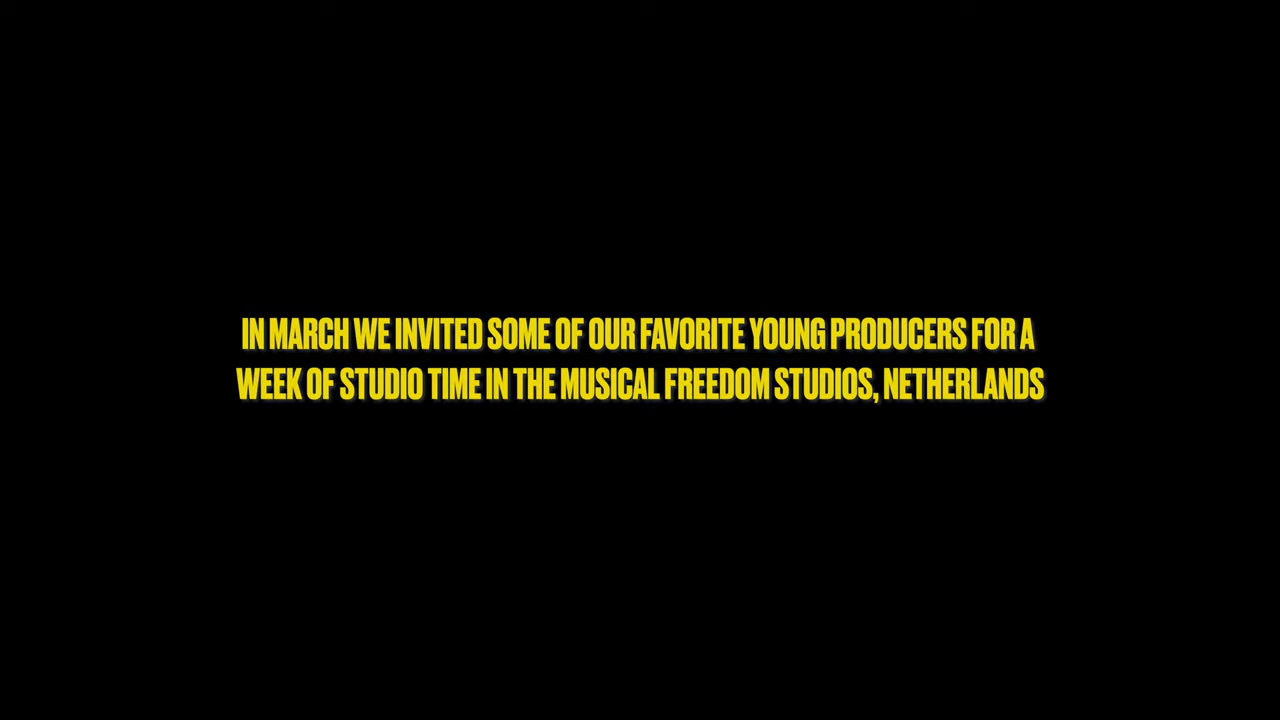 IN MARCH WE INVITED SOME OF OUR FAVORITE YOUNG PRODUCERS FOR A
WEEK OF STUDIO TIME IN THE MUSICAL FREEDOM STUDIOS, NETHERLANDS